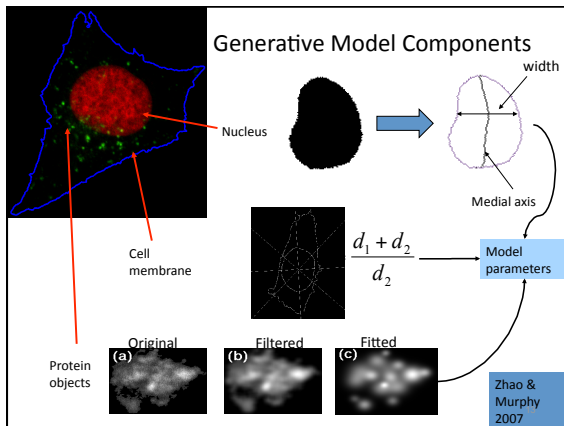 Generative Model Components
width
Nucleus
Medial axis
Cell
membrane
d₁ + d₂
d₂
Model
parameters
Original
Filtered
Fitted
(a)
(b)
(c)
Protein
objects
Zhao &
Murphy
2007